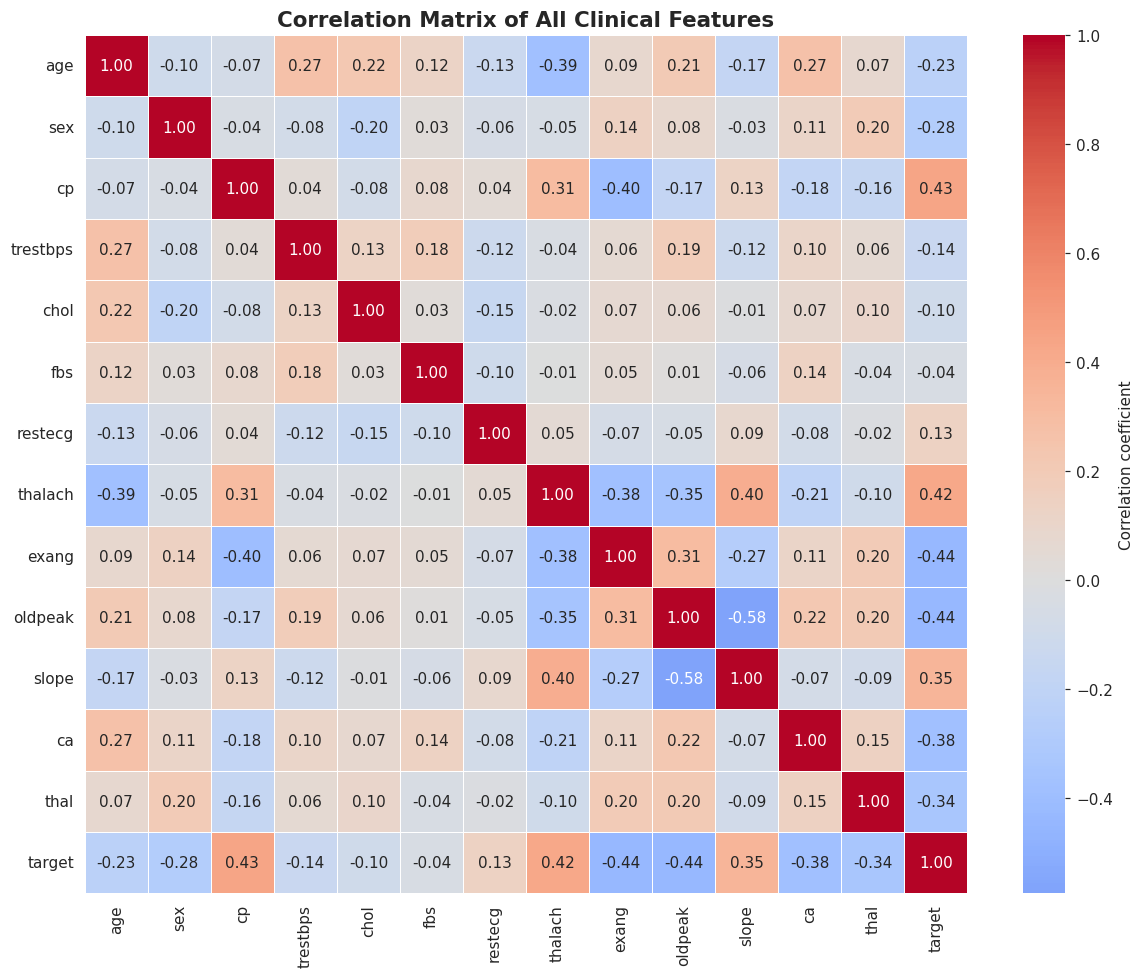 Correlation Matrix of All Clinical Features
age 1.00 -0.10 -0.07 0.27 0.22 0.12 -0.13 -0.39 0.09 0.21 -0.17 0.27 0.07 -0.23
sex -0.10 1.00 -0.04 -0.08 -0.20 0.03 -0.06 -0.05 0.14 0.08 -0.03 0.11 0.20 -0.28
cp -0.07 -0.04 1.00 0.04 -0.08 0.08 0.04 0.31 -0.40 -0.17 0.13 -0.18 -0.16 0.43
trestbps 0.27 -0.08 0.04 1.00 0.13 0.18 -0.12 -0.04 0.06 0.19 -0.12 0.10 0.06 -0.14
chol 0.22 -0.20 -0.08 0.13 1.00 0.03 -0.15 -0.02 0.07 0.06 -0.01 0.07 0.10 -0.10
fbs 0.12 0.03 0.08 0.18 0.03 1.00 -0.10 -0.01 0.05 0.01 -0.06 0.14 -0.04 -0.04
restecg -0.13 -0.06 0.04 -0.12 -0.15 -0.10 1.00 0.05 -0.07 -0.05 0.09 -0.08 -0.02 0.13
thalach -0.39 -0.05 0.31 -0.04 -0.02 -0.01 0.05 1.00 -0.38 -0.35 0.40 -0.21 -0.10 0.42
exang 0.09 0.14 -0.40 0.06 0.07 0.05 -0.07 -0.38 1.00 0.31 -0.27 0.11 0.20 -0.44
oldpeak 0.21 0.08 -0.17 0.19 0.06 0.01 -0.05 -0.35 0.31 1.00 -0.58 0.22 0.20 -0.44
slope -0.17 -0.03 0.13 -0.12 -0.01 -0.06 0.09 0.40 -0.27 -0.58 1.00 -0.07 -0.09 0.35
ca 0.27 0.11 -0.18 0.10 0.07 0.14 -0.08 -0.21 0.11 0.22 -0.07 1.00 0.15 -0.38
thal 0.07 0.20 -0.16 0.06 0.10 -0.04 -0.02 -0.10 0.20 0.20 -0.09 0.15 1.00 -0.34
target -0.23 -0.28 0.43 -0.14 -0.10 -0.04 0.13 0.42 -0.44 -0.44 0.35 -0.38 -0.34 1.00
age sex cp trestbps chol fbs restecg thalach exang oldpeak slope ca thal target
1.0
0.8
0.6
0.4
0.2
0.0
−0.2
−0.4
Correlation coefficient